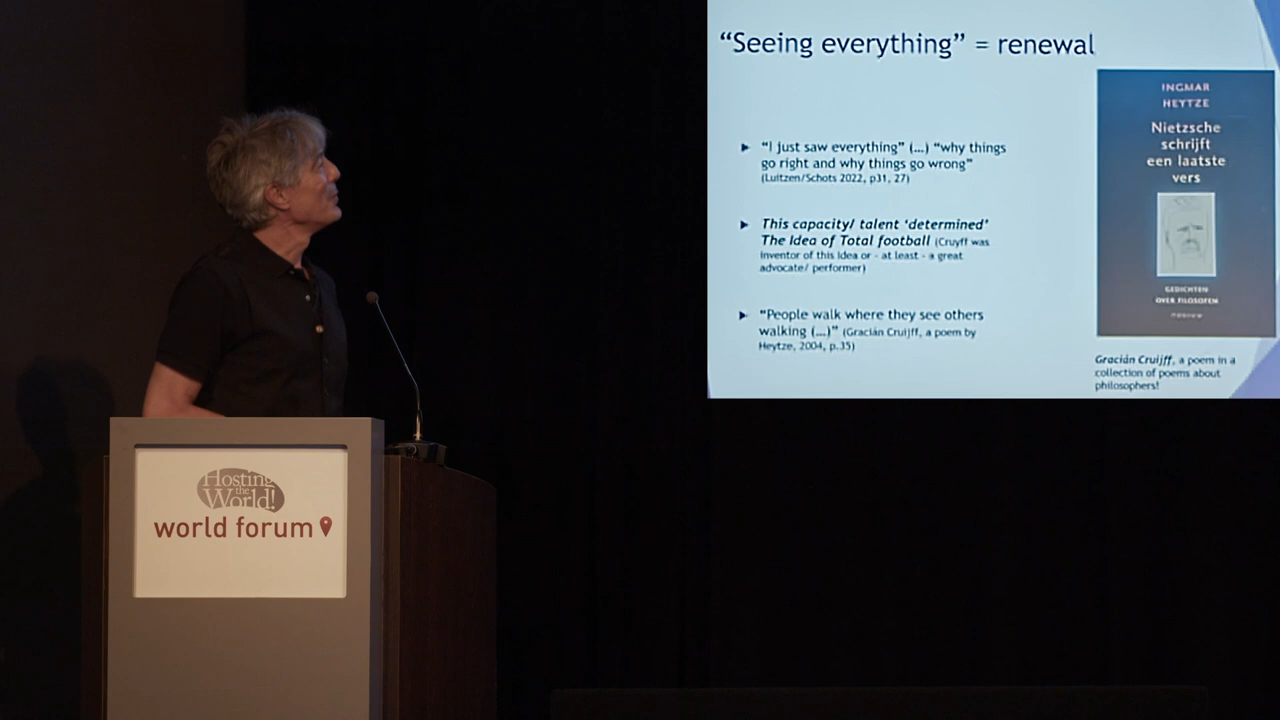 "Seeing everything" = renewal
"I just saw everything" (...) "why things
go right and why things go wrong"
(Luitzen/Schots 2022, p31, 27)
This capacity/ talent 'determined'
The Idea of Total football (Cruyff was
inventor of this idea or - at least - a great
advocate/ performer)
"People walk where they see others
walking (...)" (Gracián Cruijff, a poem by
Heytze, 2004, p.35)
INGMAR
HEYTZE
Nietzsche
schrijft
een laatste
vers
GEDICHTEN
OVER FILOSOFEN
Gracián Cruijff, a poem in a
collection of poems about
philosophers!
Hosting
the
World!
world forum